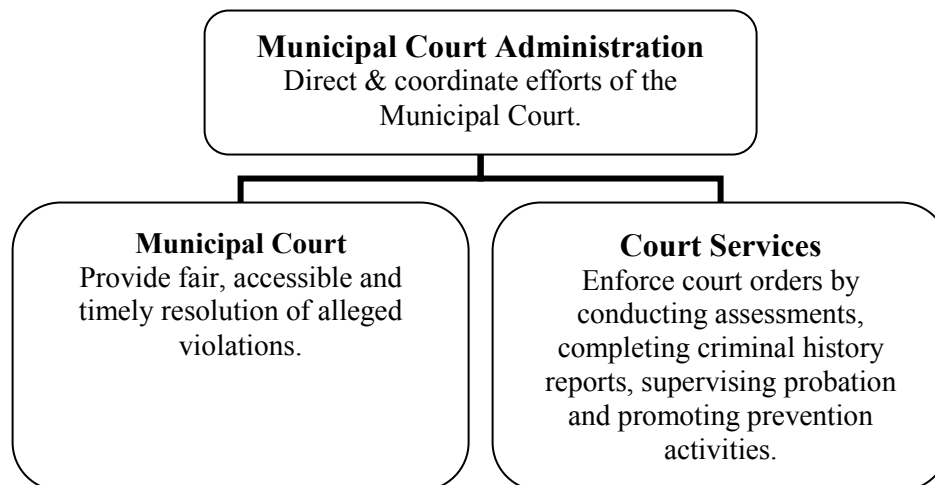 Municipal Court Administration
Direct & coordinate efforts of the
Municipal Court.
Municipal Court
Provide fair, accessible and
timely resolution of alleged
violations.
Court Services
Enforce court orders by
conducting assessments,
completing criminal history
reports, supervising probation
and promoting prevention
activities.